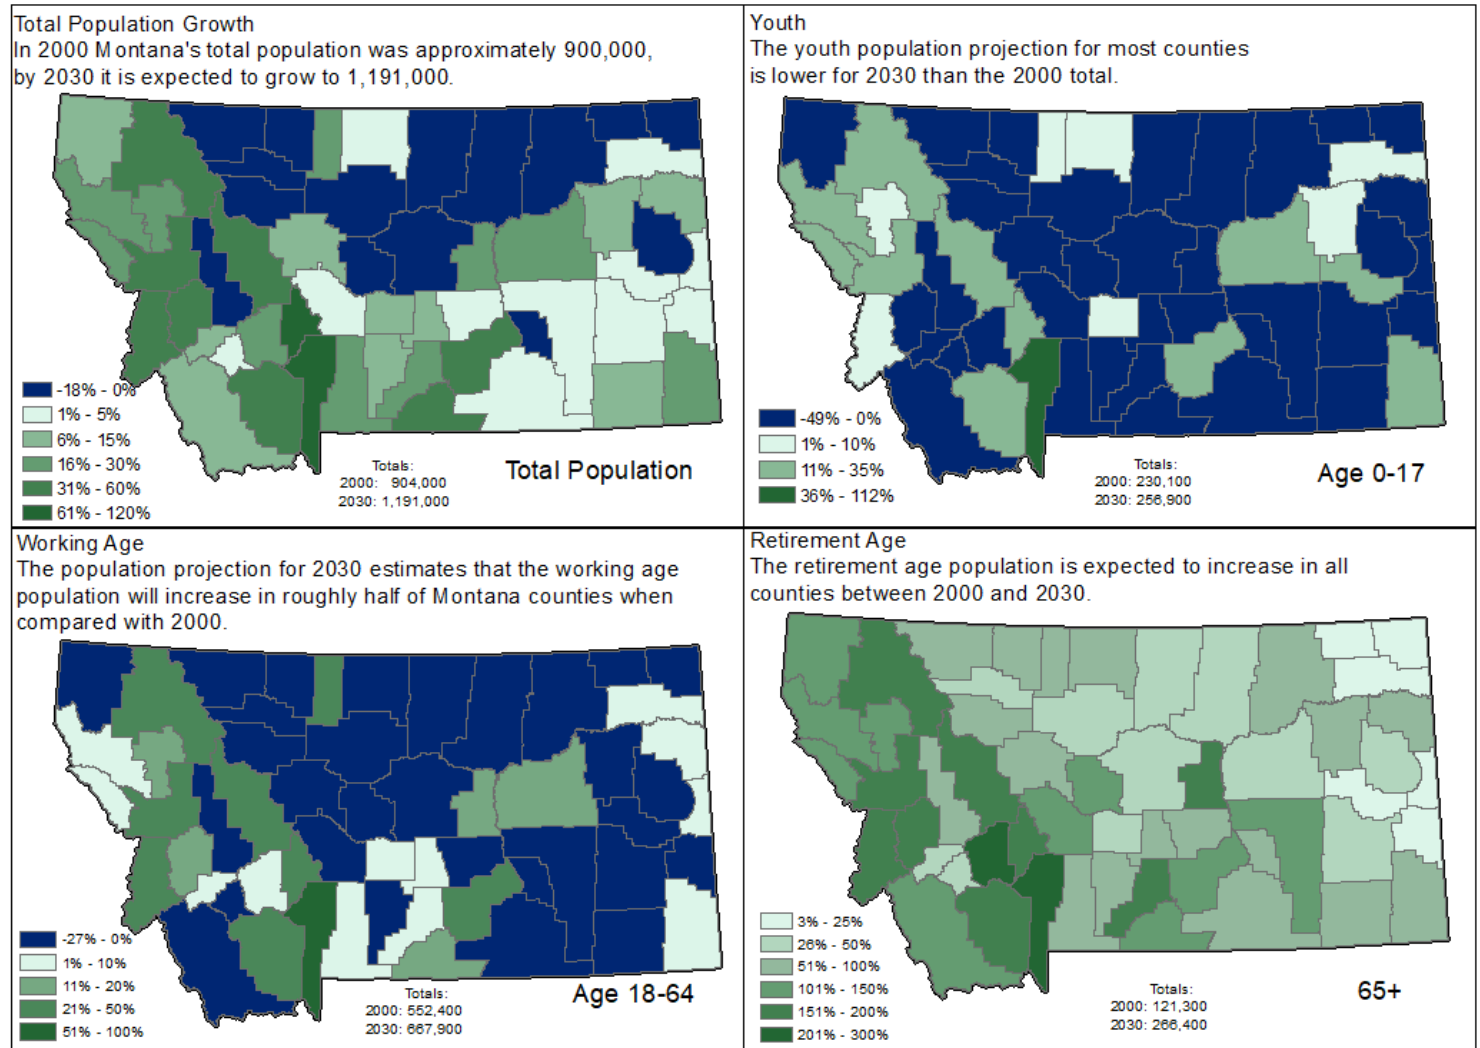 Total Population Growth
In 2000 Montana's total population was approximately 900,000,
by 2030 it is expected to grow to 1,191,000.
-18% - 0%
1% - 5%
6% - 15%
16% - 30%
31% - 60%
61% - 120%
Totals:
2000: 904,000
2030: 1,191,000
Total Population
Youth
The youth population projection for most counties
is lower for 2030 than the 2000 total.
-49% - 0%
1% - 10%
11% - 35%
36% - 112%
Totals:
2000: 230,100
2030: 256,900
Age 0-17
Working Age
The population projection for 2030 estimates that the working age
population will increase in roughly half of Montana counties when
compared with 2000.
-27% - 0%
1% - 10%
11% - 20%
21% - 50%
51% - 100%
Totals:
2000: 552,400
2030: 667,900
Age 18-64
Retirement Age
The retirement age population is expected to increase in all
counties between 2000 and 2030.
3% - 25%
26% - 50%
51% - 100%
101% - 150%
151% - 200%
201% - 300%
Totals:
2000: 121,300
2030: 266,400
65+